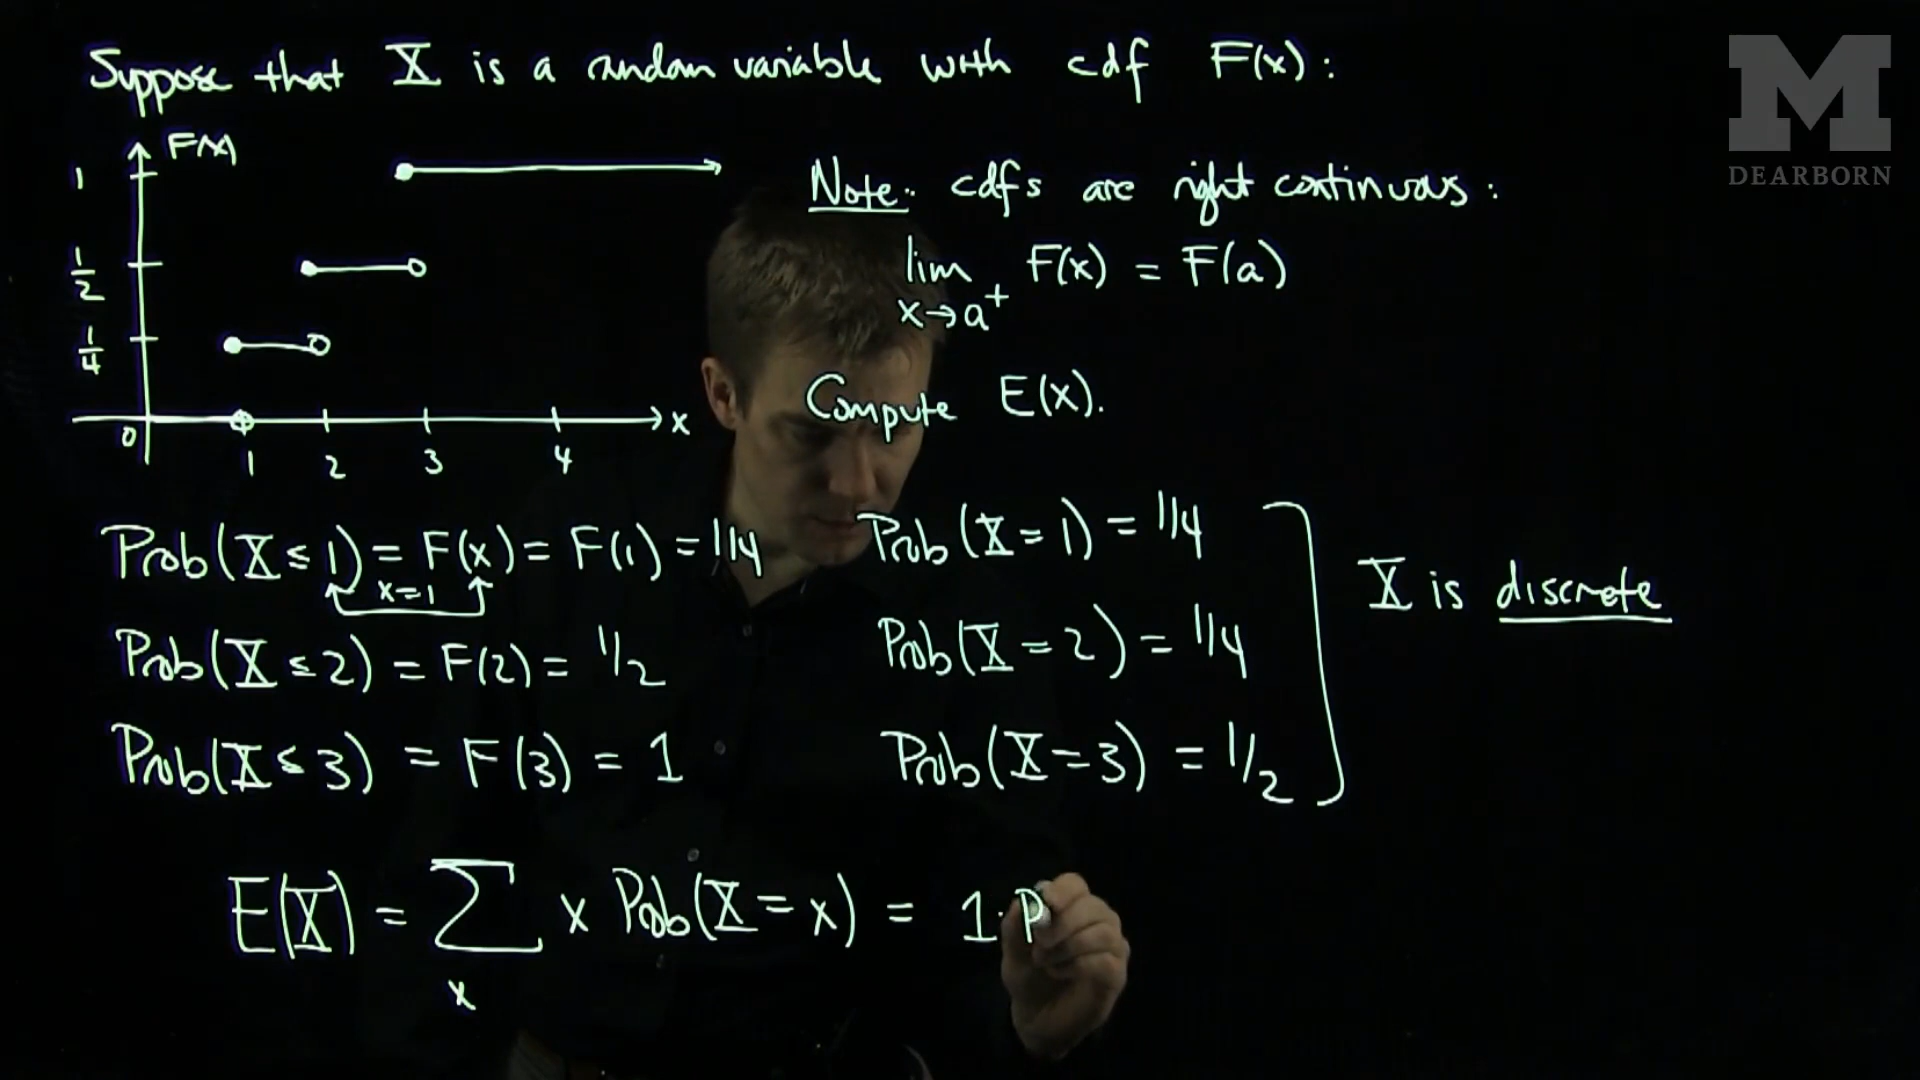 Suppose that X is a random variable with cdf F(x) :
F(x)
1
1/2
1/4
0 1 2 3 4 x
Note: cdfs are right continuous :
lim x→a⁺ F(x) = F(a)
Compute E(X).
Prob(X ≤ 1) = F(x) = F(1) = 1/4
x=1
Prob(X ≤ 2) = F(2) = 1/2
Prob(X ≤ 3) = F(3) = 1
Prob(X = 1) = 1/4
Prob(X = 2) = 1/4
Prob(X = 3) = 1/2
X is discrete
E(X) = ∑ x Prob(X = x) = 1·P
x
M
DEARBORN